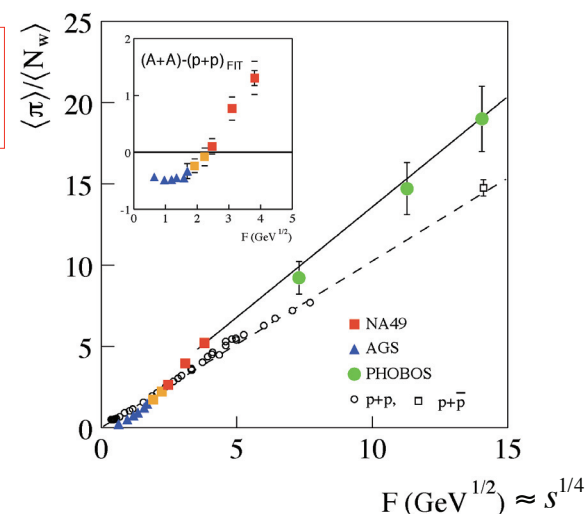 ⟨π⟩/⟨N_w⟩
25
20
15
10
5
0
2
1
0
-1
(A+A)-(p+p)_FIT
0 1 2 3 4 5
F (GeV^1/2)
NA49
AGS
PHOBOS
p+p, p+p̅
0 5 10 15
F (GeV^1/2) ≈ s^1/4